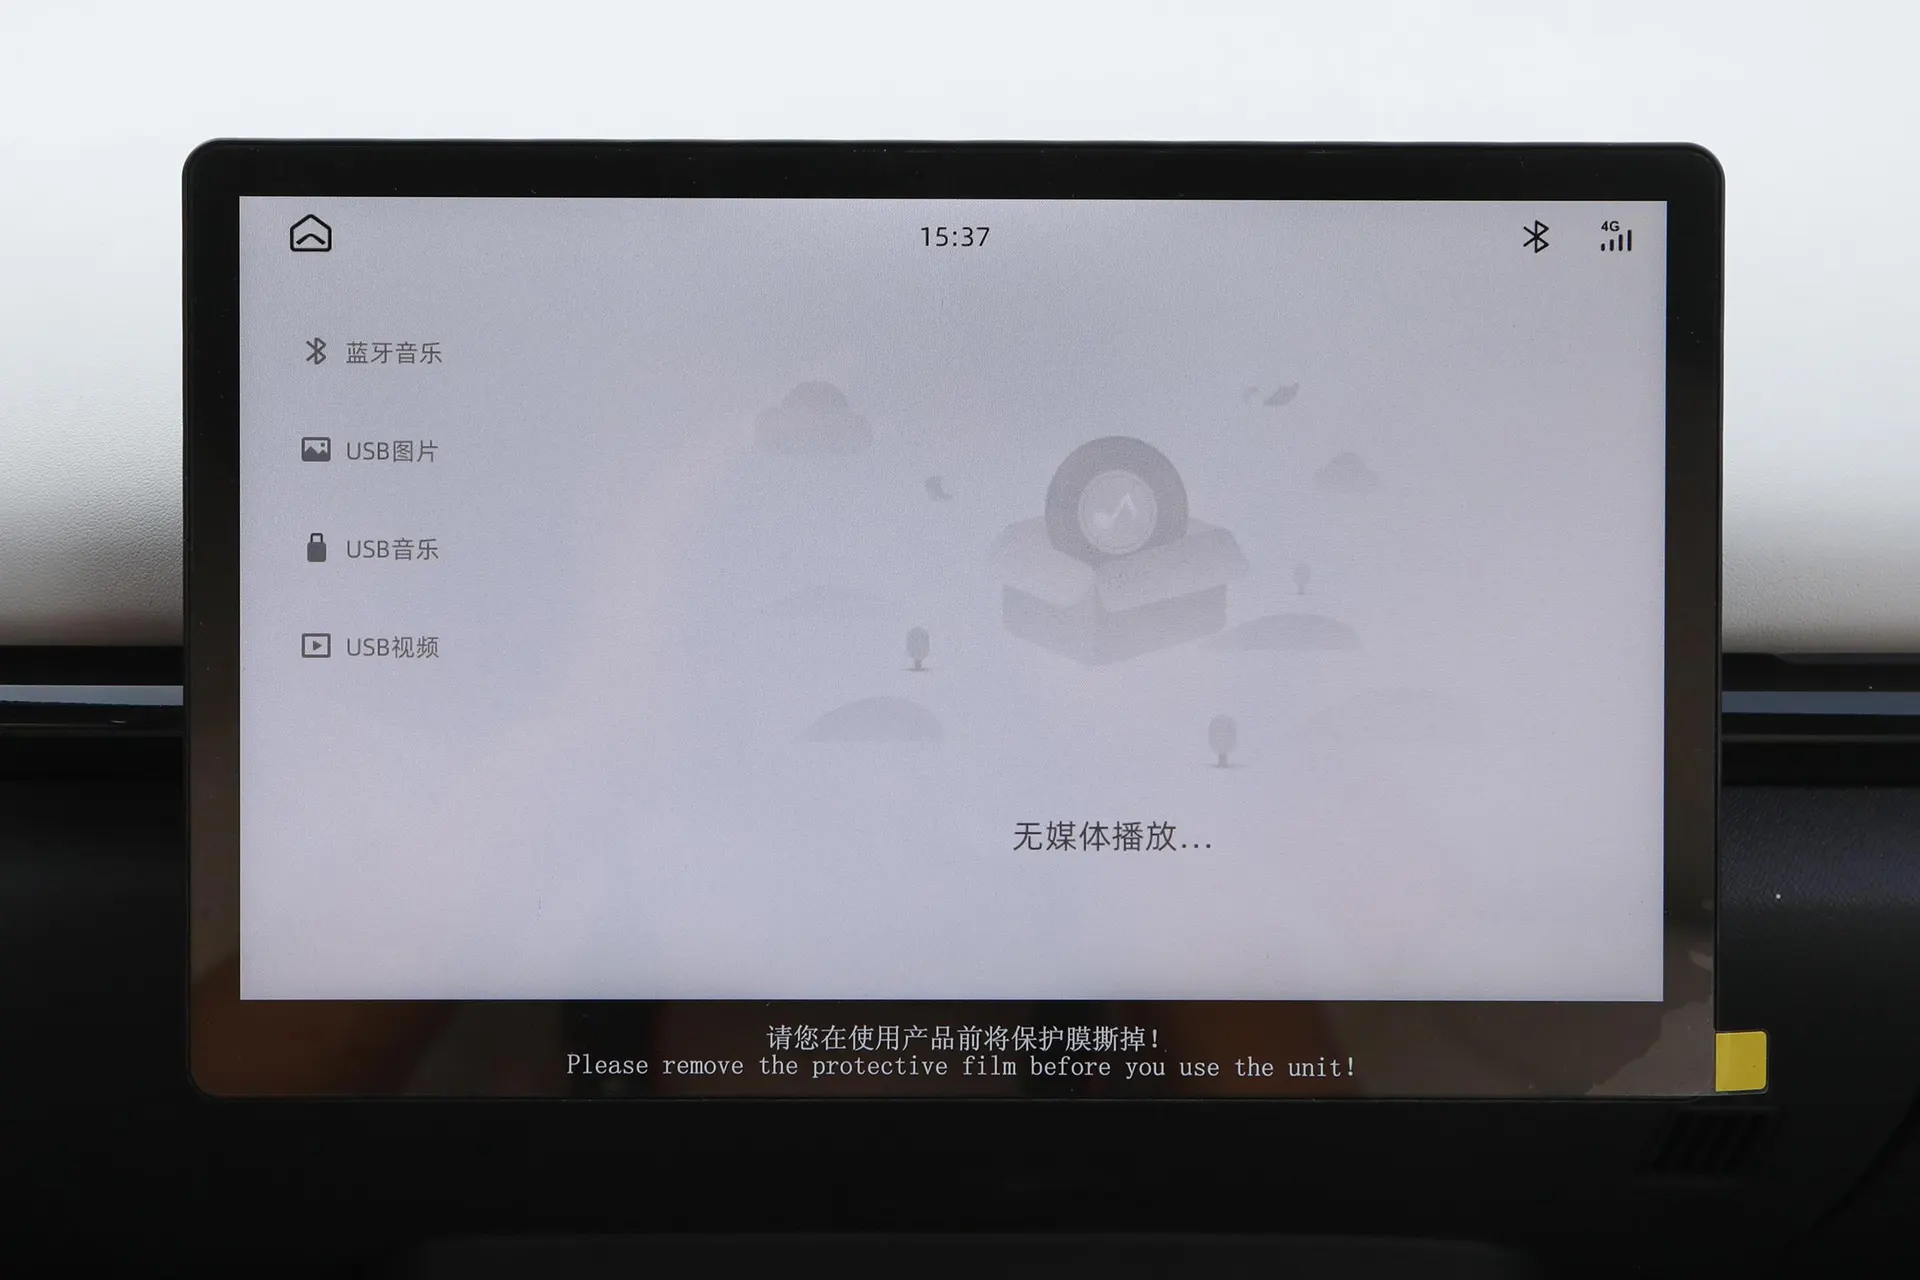 15:37
4G
蓝牙音乐
USB图片
USB音乐
USB视频
无媒体播放...
请您在使用产品前将保护膜撕掉！
Please remove the protective film before you use the unit!